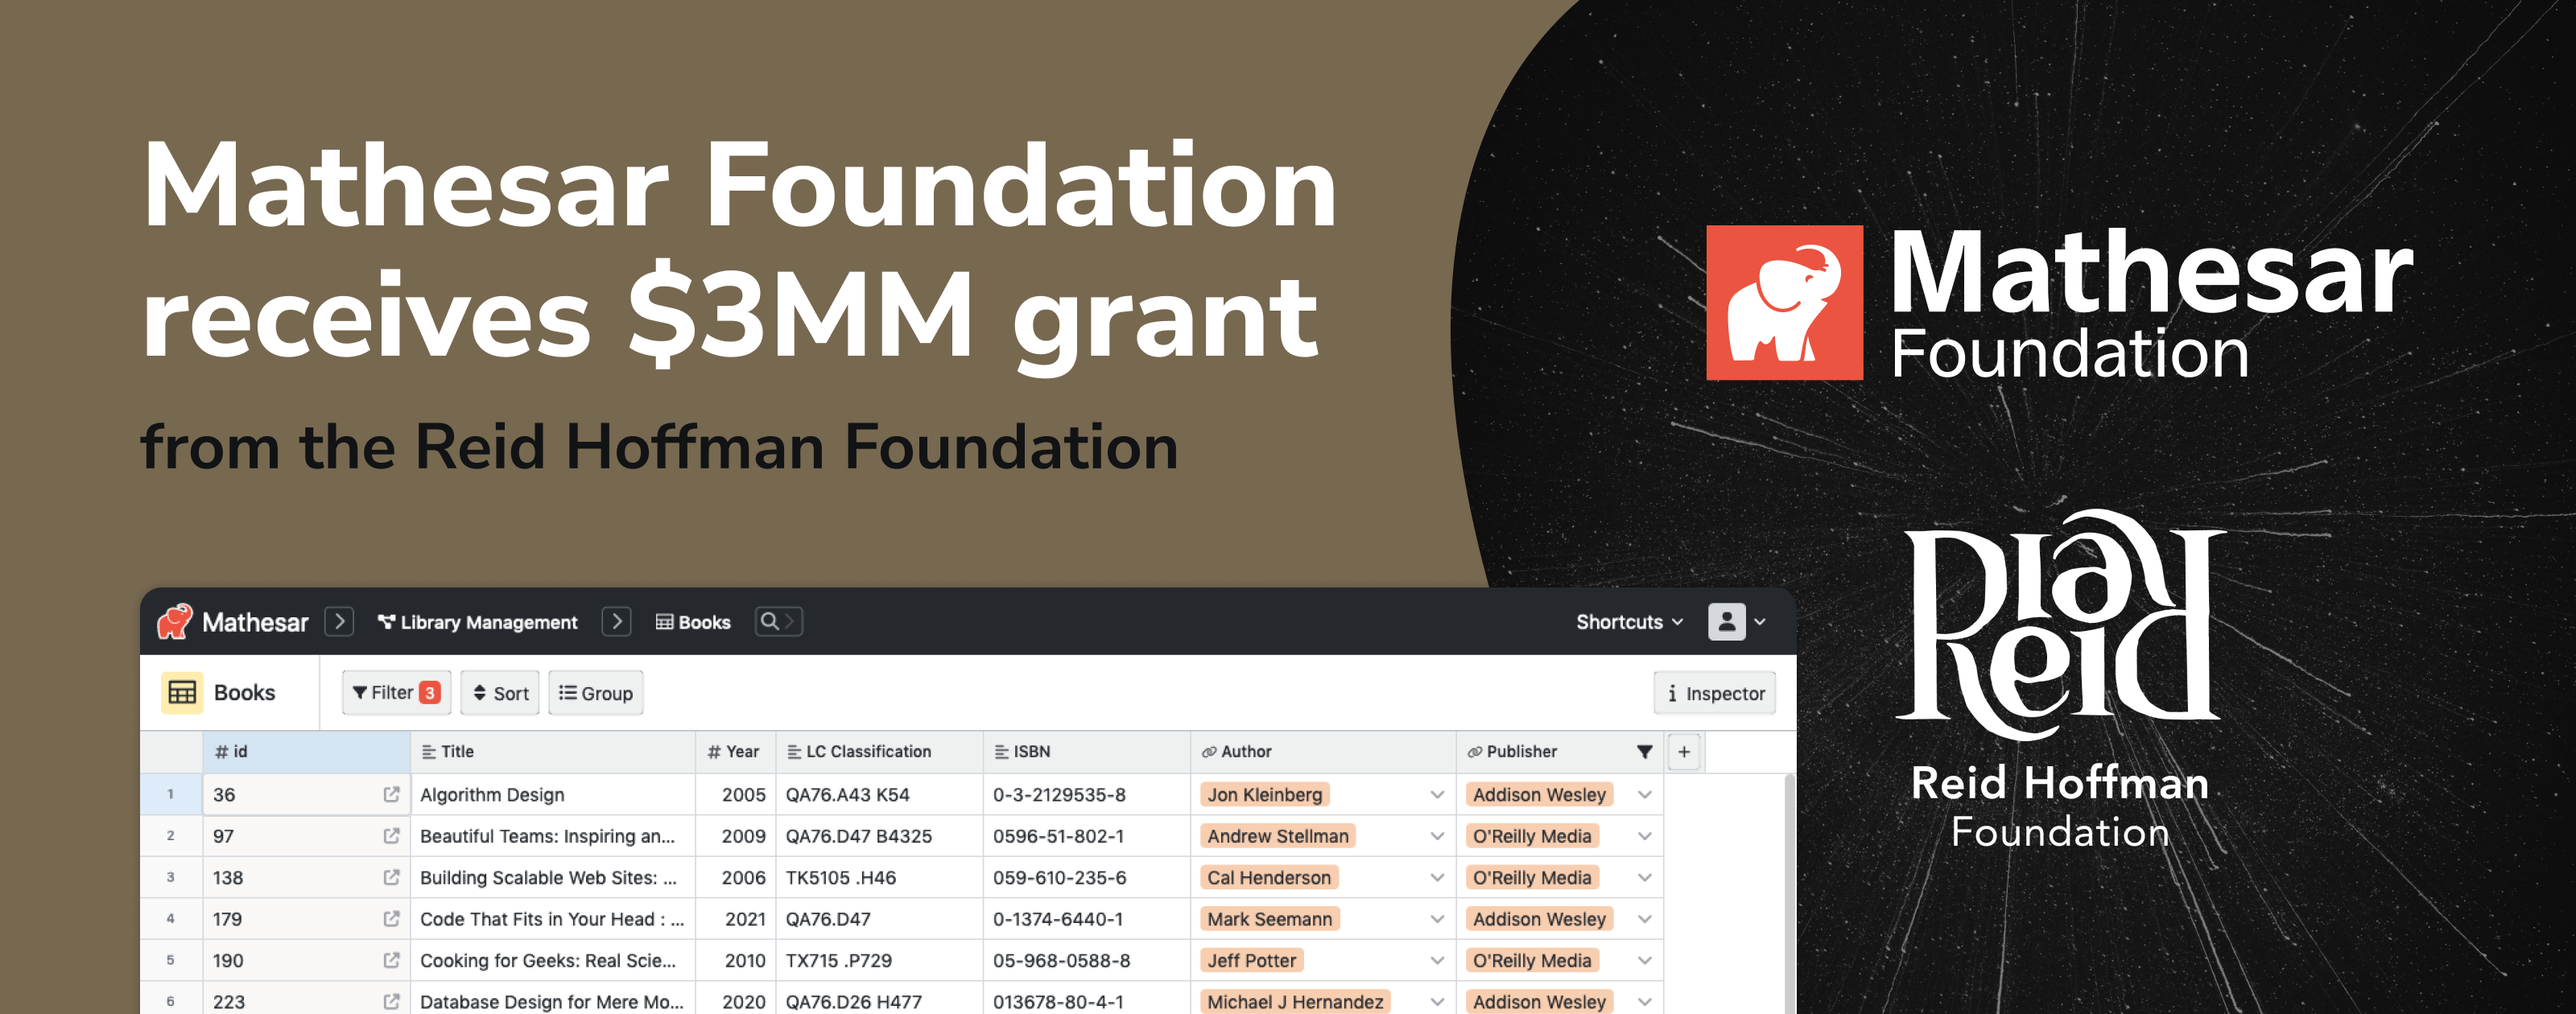 Mathesar Foundation
receives $3MM grant
from the Reid Hoffman Foundation
Mathesar
Foundation
Reid
Reid
Reid Hoffman
Foundation
Mathesar Library Management Books Shortcuts
Books Filter 3 Sort Group Inspector
# id Title # Year LC Classification ISBN Author Publisher +
1 36 Algorithm Design 2005 QA76.A43 K54 0-3-2129535-8 Jon Kleinberg Addison Wesley
2 97 Beautiful Teams: Inspiring an... 2009 QA76.D47 B4325 0596-51-802-1 Andrew Stellman O'Reilly Media
3 138 Building Scalable Web Sites: ... 2006 TK5105 .H46 059-610-235-6 Cal Henderson O'Reilly Media
4 179 Code That Fits in Your Head : ... 2021 QA76.D47 0-1374-6440-1 Mark Seemann Addison Wesley
5 190 Cooking for Geeks: Real Scie... 2010 TX715 .P729 05-968-0588-8 Jeff Potter O'Reilly Media
6 223 Database Design for Mere Mo... 2020 QA76.D26 H477 013678-80-4-1 Michael J Hernandez Addison Wesley